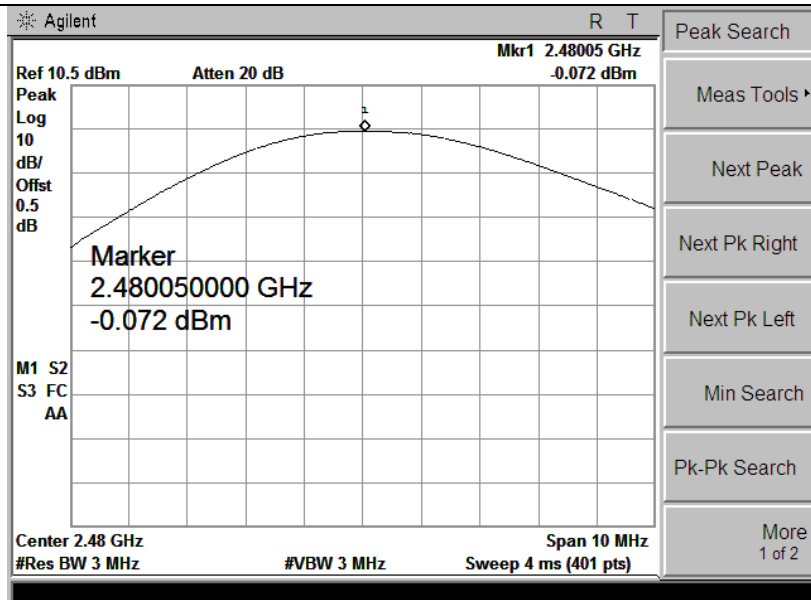 Agilent R T
Mkr1 2.48005 GHz
Ref 10.5 dBm Atten 20 dB -0.072 dBm
Peak
Log
10
dB/
Offst
0.5
dB
1
Marker
2.480050000 GHz
-0.072 dBm
M1 S2
S3 FC
AA
Center 2.48 GHz Span 10 MHz
#Res BW 3 MHz #VBW 3 MHz Sweep 4 ms (401 pts)
Peak Search
Meas Tools
Next Peak
Next Pk Right
Next Pk Left
Min Search
Pk-Pk Search
More
1 of 2